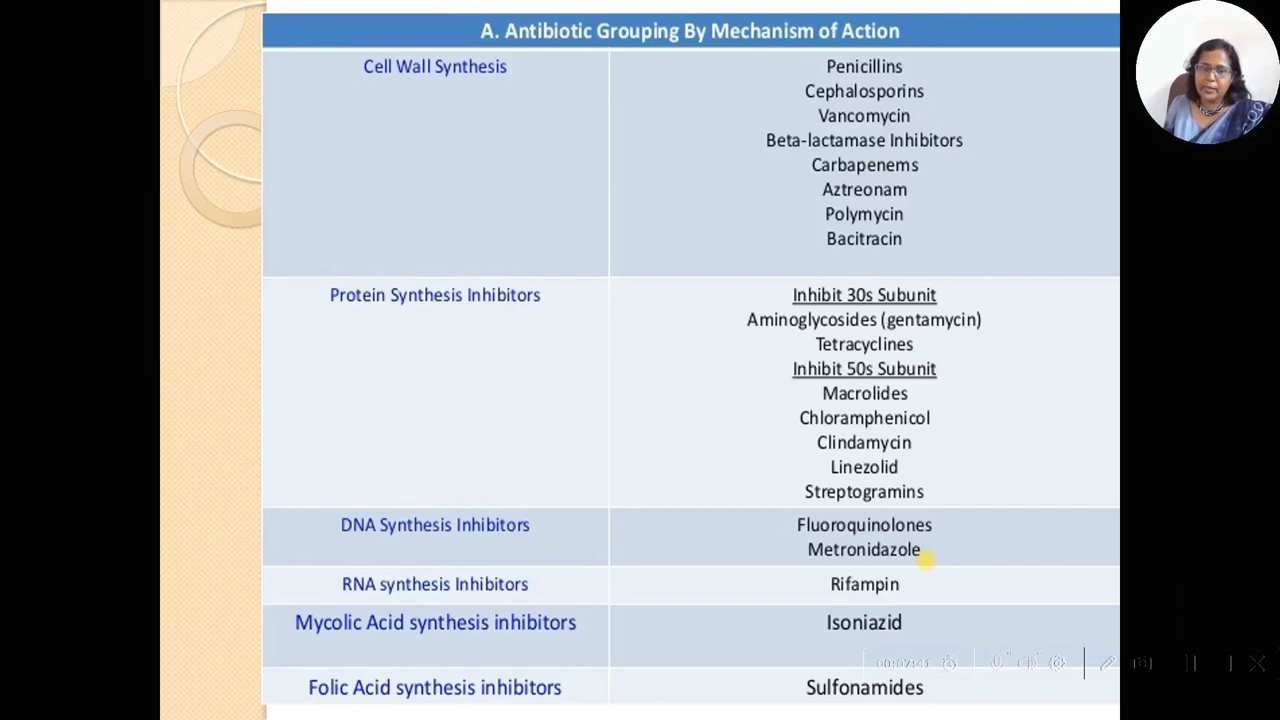 A. Antibiotic Grouping By Mechanism of Action
Cell Wall Synthesis
Penicillins
Cephalosporins
Vancomycin
Beta-lactamase Inhibitors
Carbapenems
Aztreonam
Polymycin
Bacitracin
Protein Synthesis Inhibitors
Inhibit 30s Subunit
Aminoglycosides (gentamycin)
Tetracyclines
Inhibit 50s Subunit
Macrolides
Chloramphenicol
Clindamycin
Linezolid
Streptogramins
DNA Synthesis Inhibitors
Fluoroquinolones
Metronidazole
RNA synthesis Inhibitors
Rifampin
Mycolic Acid synthesis inhibitors
Isoniazid
Folic Acid synthesis inhibitors
Sulfonamides